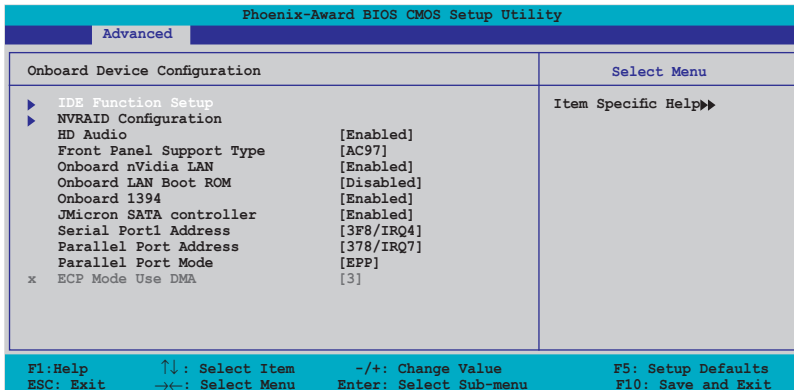 Phoenix-Award BIOS CMOS Setup Utility
Advanced
Onboard Device Configuration
Select Menu
IDE Function Setup
Item Specific Help
NVRAID Configuration
HD Audio [Enabled]
Front Panel Support Type [AC97]
Onboard nVidia LAN [Enabled]
Onboard LAN Boot ROM [Disabled]
Onboard 1394 [Enabled]
JMicron SATA controller [Enabled]
Serial Port1 Address [3F8/IRQ4]
Parallel Port Address [378/IRQ7]
Parallel Port Mode [EPP]
x ECP Mode Use DMA [3]
F1:Help ↑↓: Select Item -/+: Change Value F5: Setup Defaults
ESC: Exit →←: Select Menu Enter: Select Sub-menu F10: Save and Exit